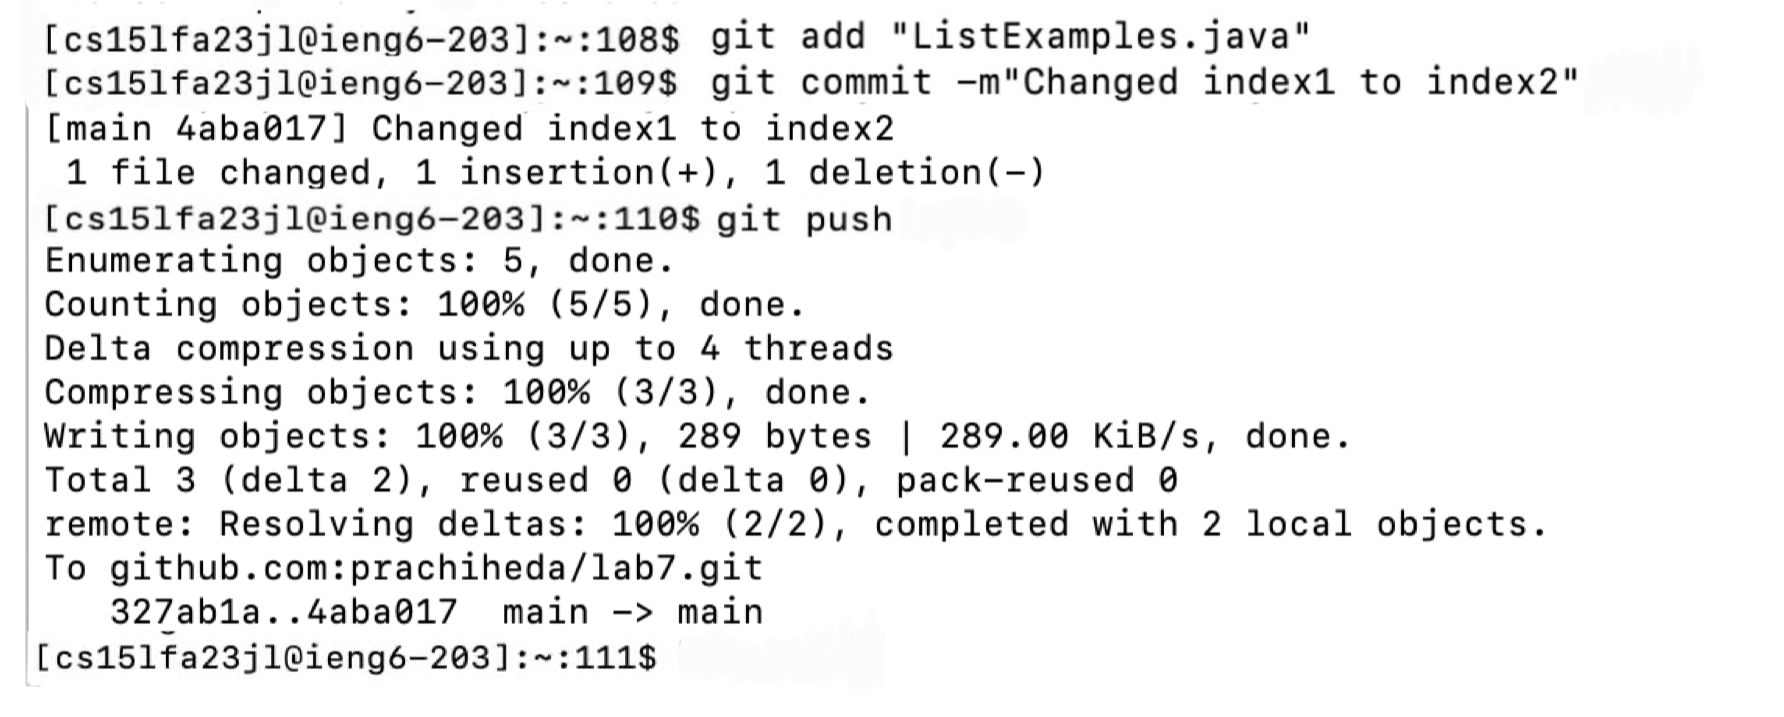 [cs15lfa23jl@ieng6-203]:~:108$ git add "ListExamples.java"
[cs15lfa23jl@ieng6-203]:~:109$ git commit -m"Changed index1 to index2"
[main 4aba017] Changed index1 to index2
 1 file changed, 1 insertion(+), 1 deletion(-)
[cs15lfa23jl@ieng6-203]:~:110$ git push
Enumerating objects: 5, done.
Counting objects: 100% (5/5), done.
Delta compression using up to 4 threads
Compressing objects: 100% (3/3), done.
Writing objects: 100% (3/3), 289 bytes | 289.00 KiB/s, done.
Total 3 (delta 2), reused 0 (delta 0), pack-reused 0
remote: Resolving deltas: 100% (2/2), completed with 2 local objects.
To github.com:prachiheda/lab7.git
   327ab1a..4aba017  main -> main
[cs15lfa23jl@ieng6-203]:~:111$